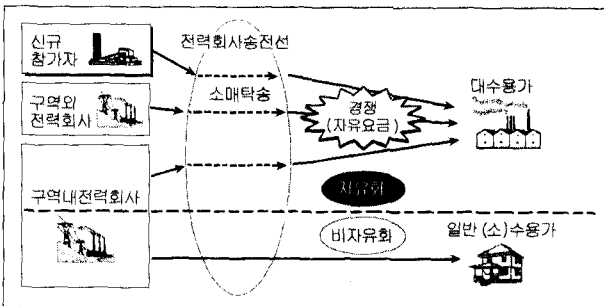 신규
참가자
전력회사송전선
소매탁송
구역외
전력회사
경쟁
(자유요금)
대수용가
구역내전력회사
자유화
비자유화
일반 (소)수용가